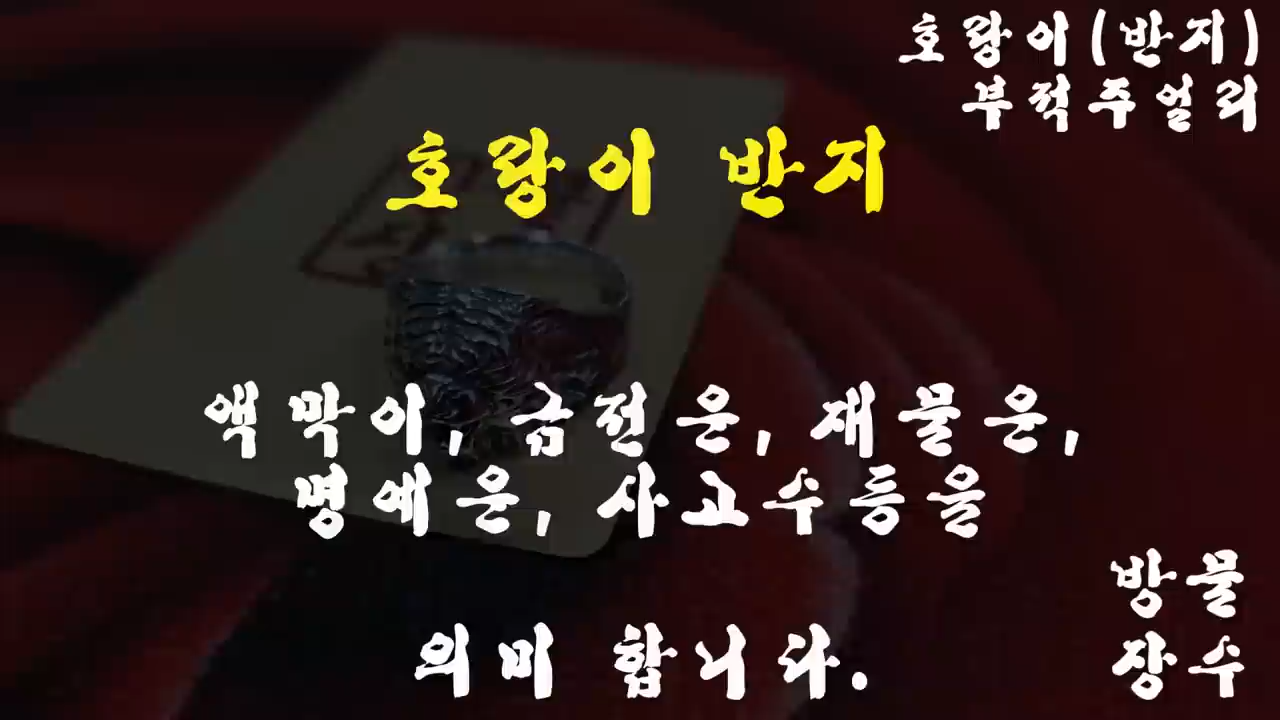 호랑이(반지)
부적주얼리
호랑이 반지
액막이, 금전운, 재물운,
명예운, 사고수등을
의미 합니다.
방물
장수